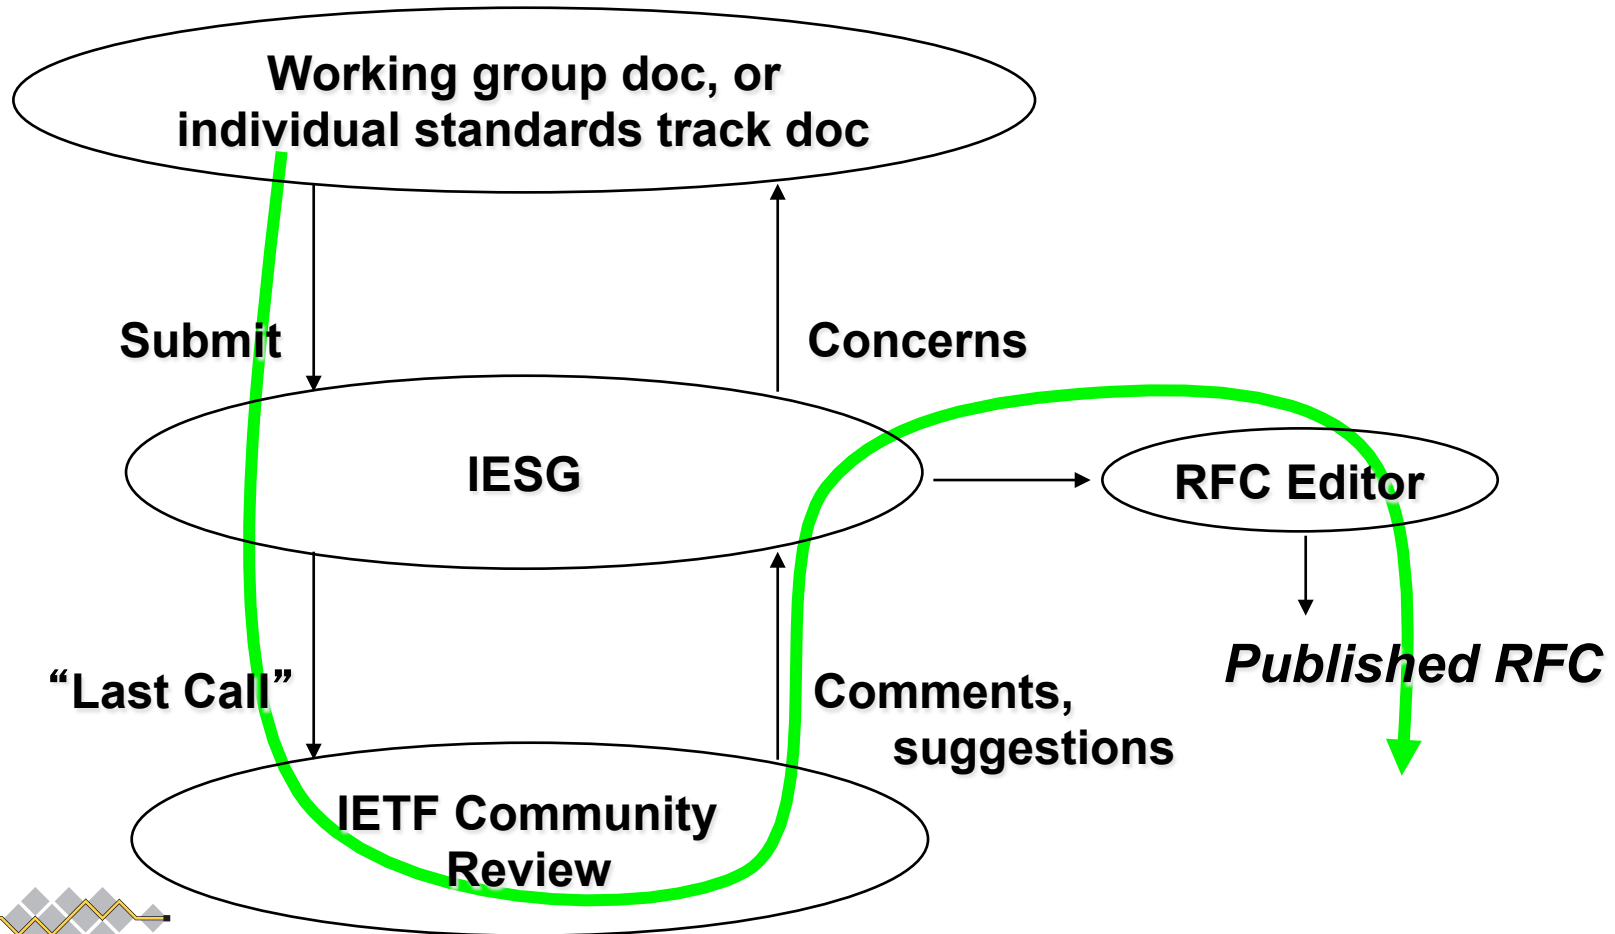 Working group doc, or
individual standards track doc
Submit
Concerns
IESG
RFC Editor
“Last Call”
Comments,
suggestions
Published RFC
IETF Community
Review